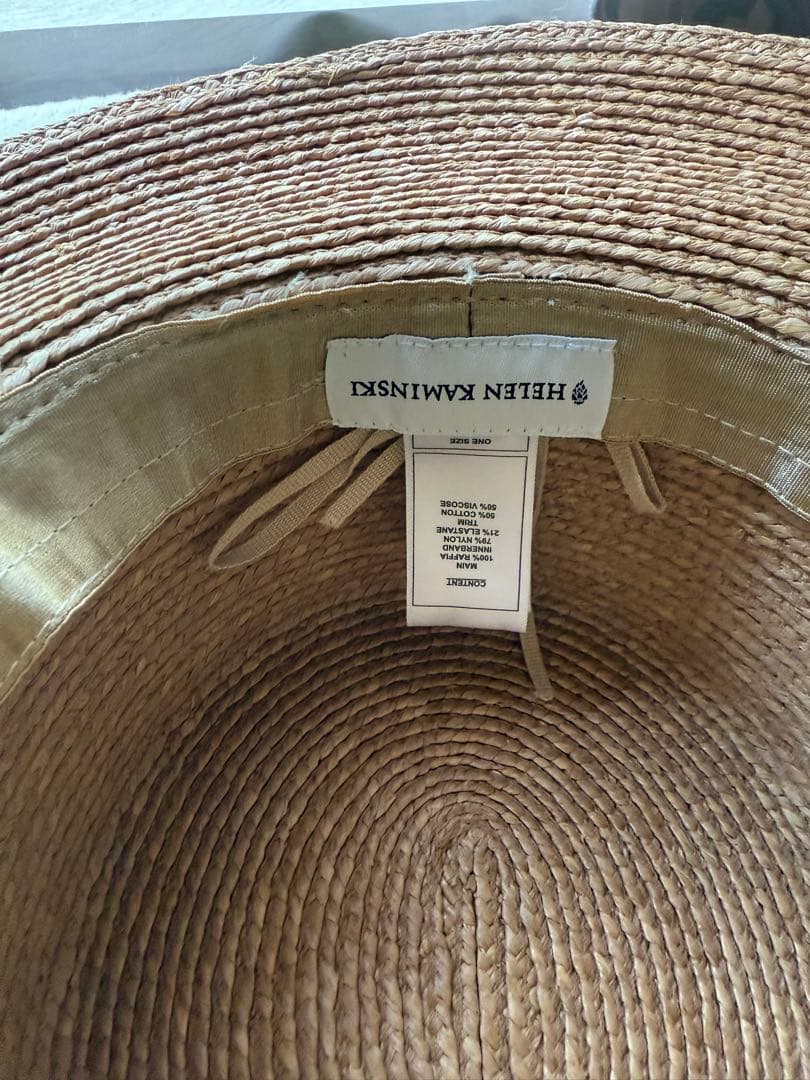 HELEN KAMINSKI
ONE SIZE
CONTENT
MAIN
100% RAFFIA
INNERBAND
79% NYLON
21% ELASTANE
TRIM
50% COTTON
50% VISCOSE